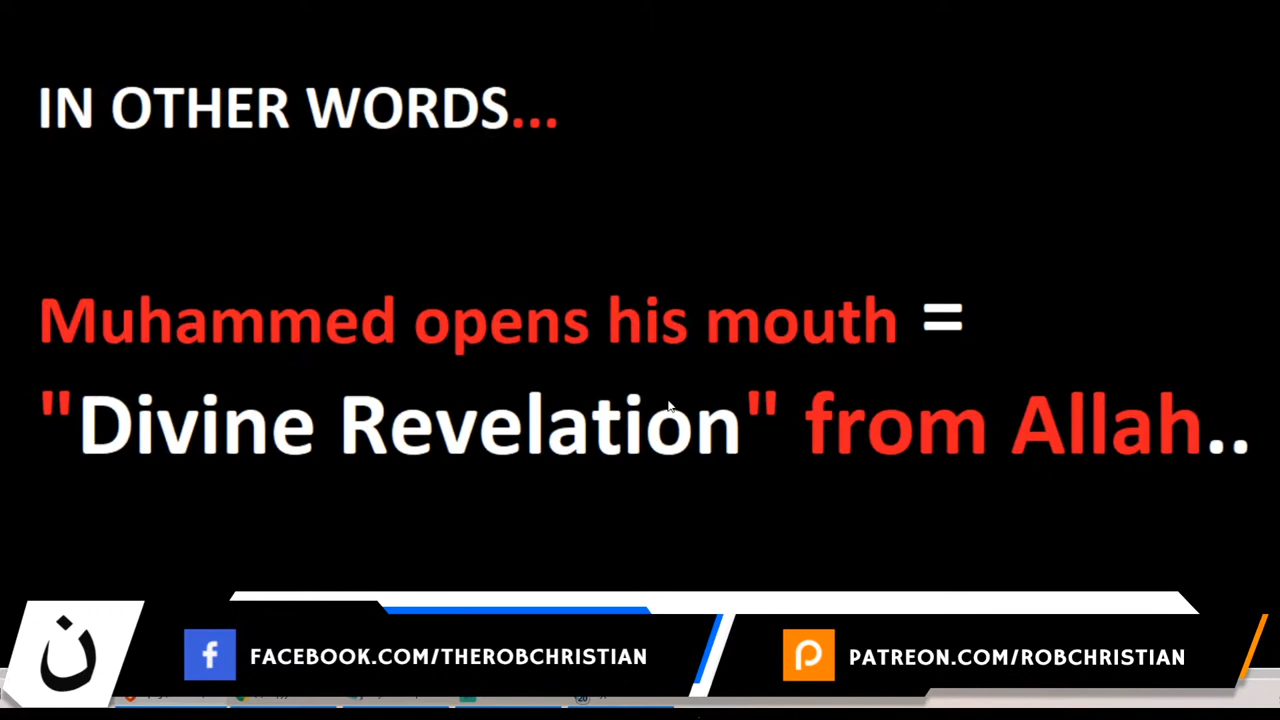 IN OTHER WORDS...
Muhammed opens his mouth =
"Divine Revelation" from Allah..
ن
f FACEBOOK.COM/THEROBCHRISTIAN
PATREON.COM/ROBCHRISTIAN